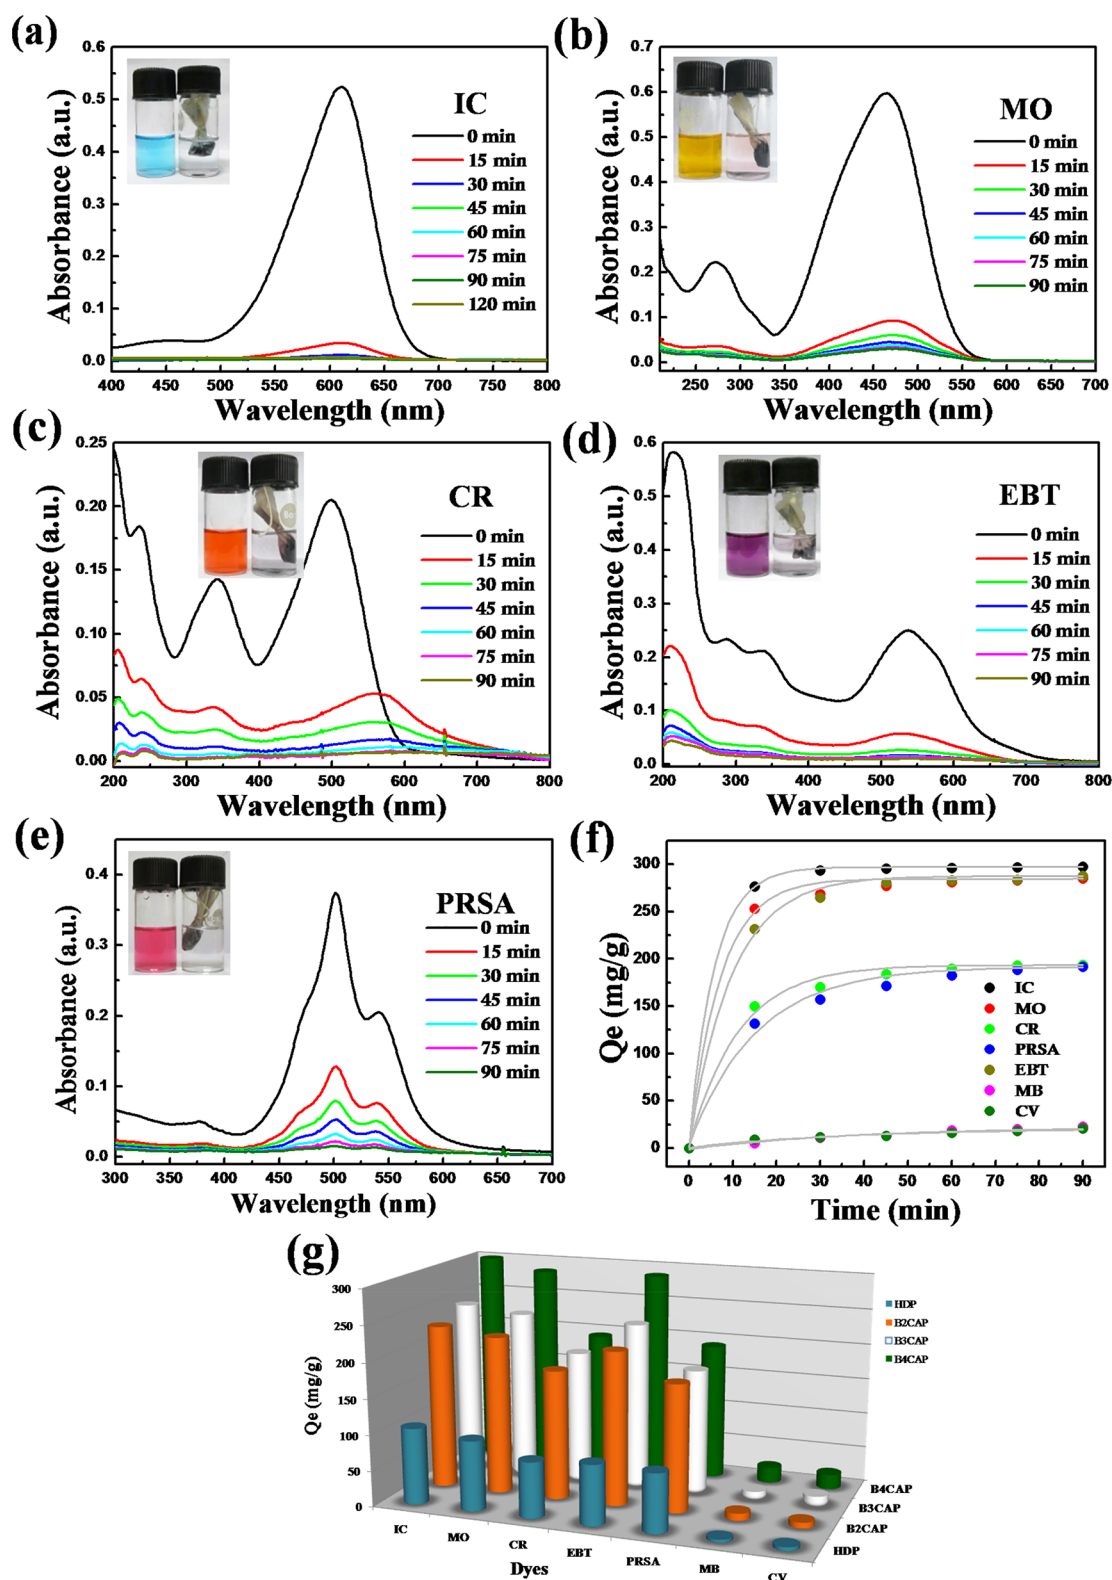 (a)
0.6
0.5
0.4
0.3
0.2
0.1
0.0
Absorbance (a.u.)
IC
0 min
15 min
30 min
45 min
60 min
75 min
90 min
120 min
400 450 500 550 600 650 700 750 800
Wavelength (nm)
(b)
0.7
0.6
0.5
0.4
0.3
0.2
0.1
0.0
Absorbance (a.u.)
MO
0 min
15 min
30 min
45 min
60 min
75 min
90 min
250 300 350 400 450 500 550 600 650 700
Wavelength (nm)
(c)
0.25
0.20
0.15
0.10
0.05
0.00
Absorbance (a.u.)
CR
0 min
15 min
30 min
45 min
60 min
75 min
90 min
200 300 400 500 600 700 800
Wavelength (nm)
(d)
0.6
0.5
0.4
0.3
0.2
0.1
0.0
Absorbance (a.u.)
EBT
0 min
15 min
30 min
45 min
60 min
75 min
90 min
200 300 400 500 600 700 800
Wavelength (nm)
(e)
0.4
0.3
0.2
0.1
0.0
Absorbance (a.u.)
PRSA
0 min
15 min
30 min
45 min
60 min
75 min
90 min
300 350 400 450 500 550 600 650 700
Wavelength (nm)
(f)
300
250
200
150
100
50
0
Qe (mg/g)
IC
MO
CR
PRSA
EBT
MB
CV
0 10 20 30 40 50 60 70 80 90
Time (min)
(g)
300
250
200
150
100
50
0
Qe (mg/g)
HDP
B2CAP
B3CAP
B4CAP
B4CAP
B3CAP
B2CAP
HDP
IC MO CR EBT PRSA MB CV
Dyes